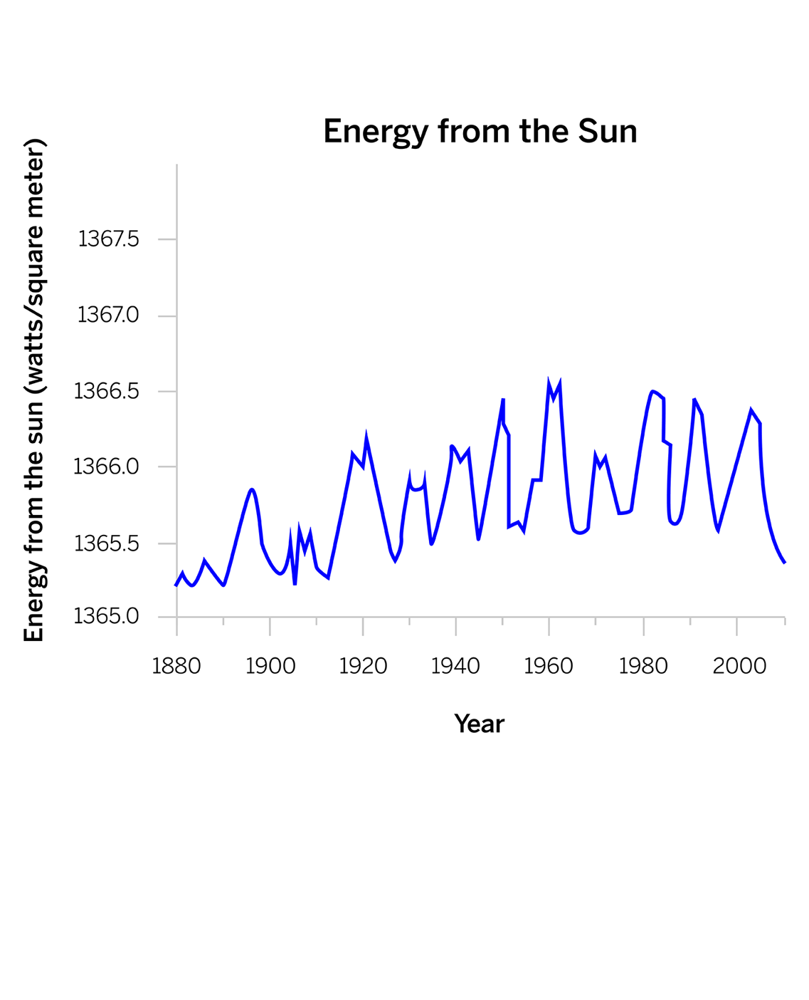 Energy from the Sun
Energy from the sun (watts/square meter)
1367.5
1367.0
1366.5
1366.0
1365.5
1365.0
1880 1900 1920 1940 1960 1980 2000
Year